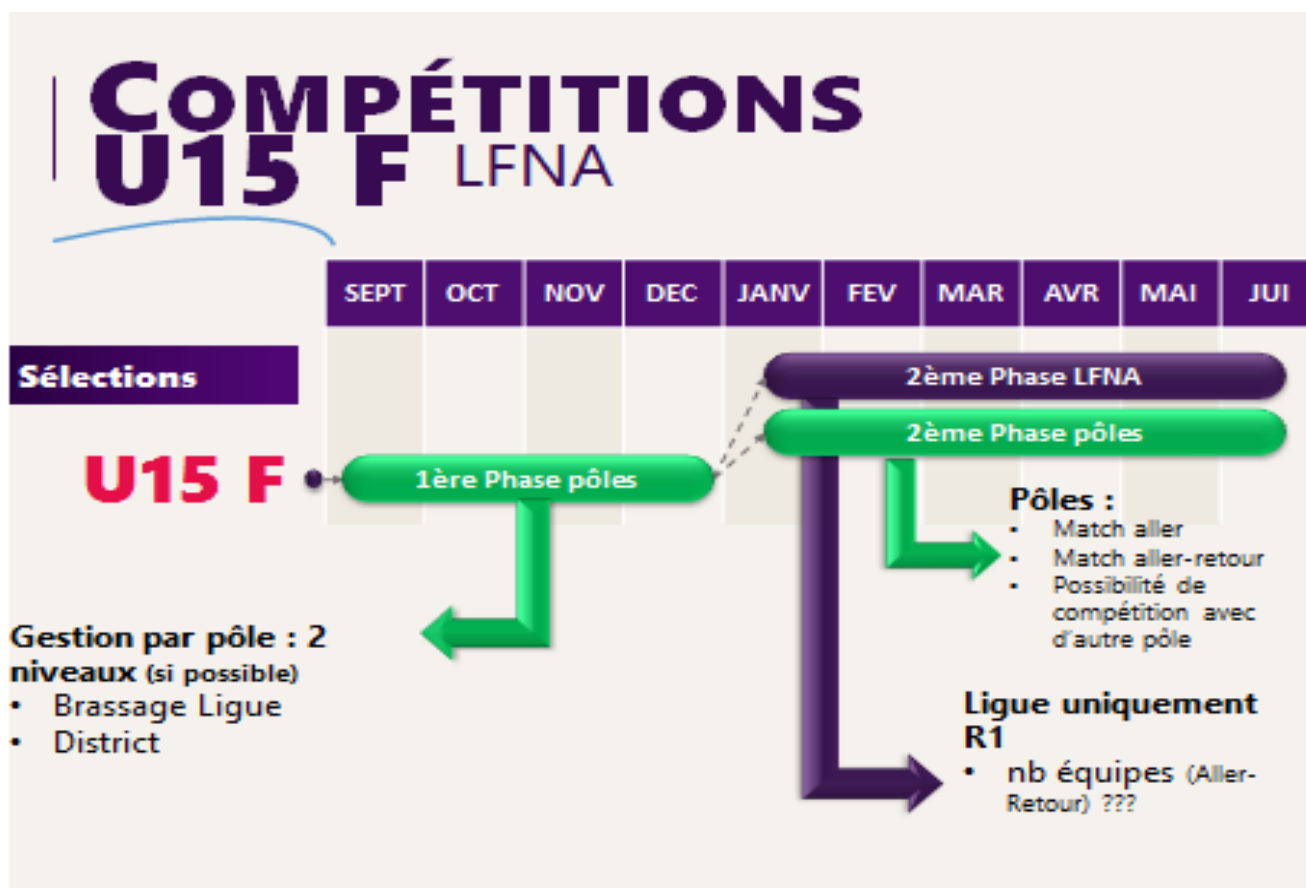 COMPÉTITIONS
U15 F LFNA
SEPT OCT NOV DEC JANV FEV MAR AVR MAI JUI
Sélections
2ème Phase LFNA
2ème Phase pôles
U15 F
1ère Phase pôles
Pôles :
• Match aller
• Match aller-retour
• Possibilité de
compétition avec
d'autre pôle
Gestion par pôle : 2
niveaux (si possible)
• Brassage Ligue
• District
Ligue uniquement
R1
• nb équipes (Aller-
Retour) ???